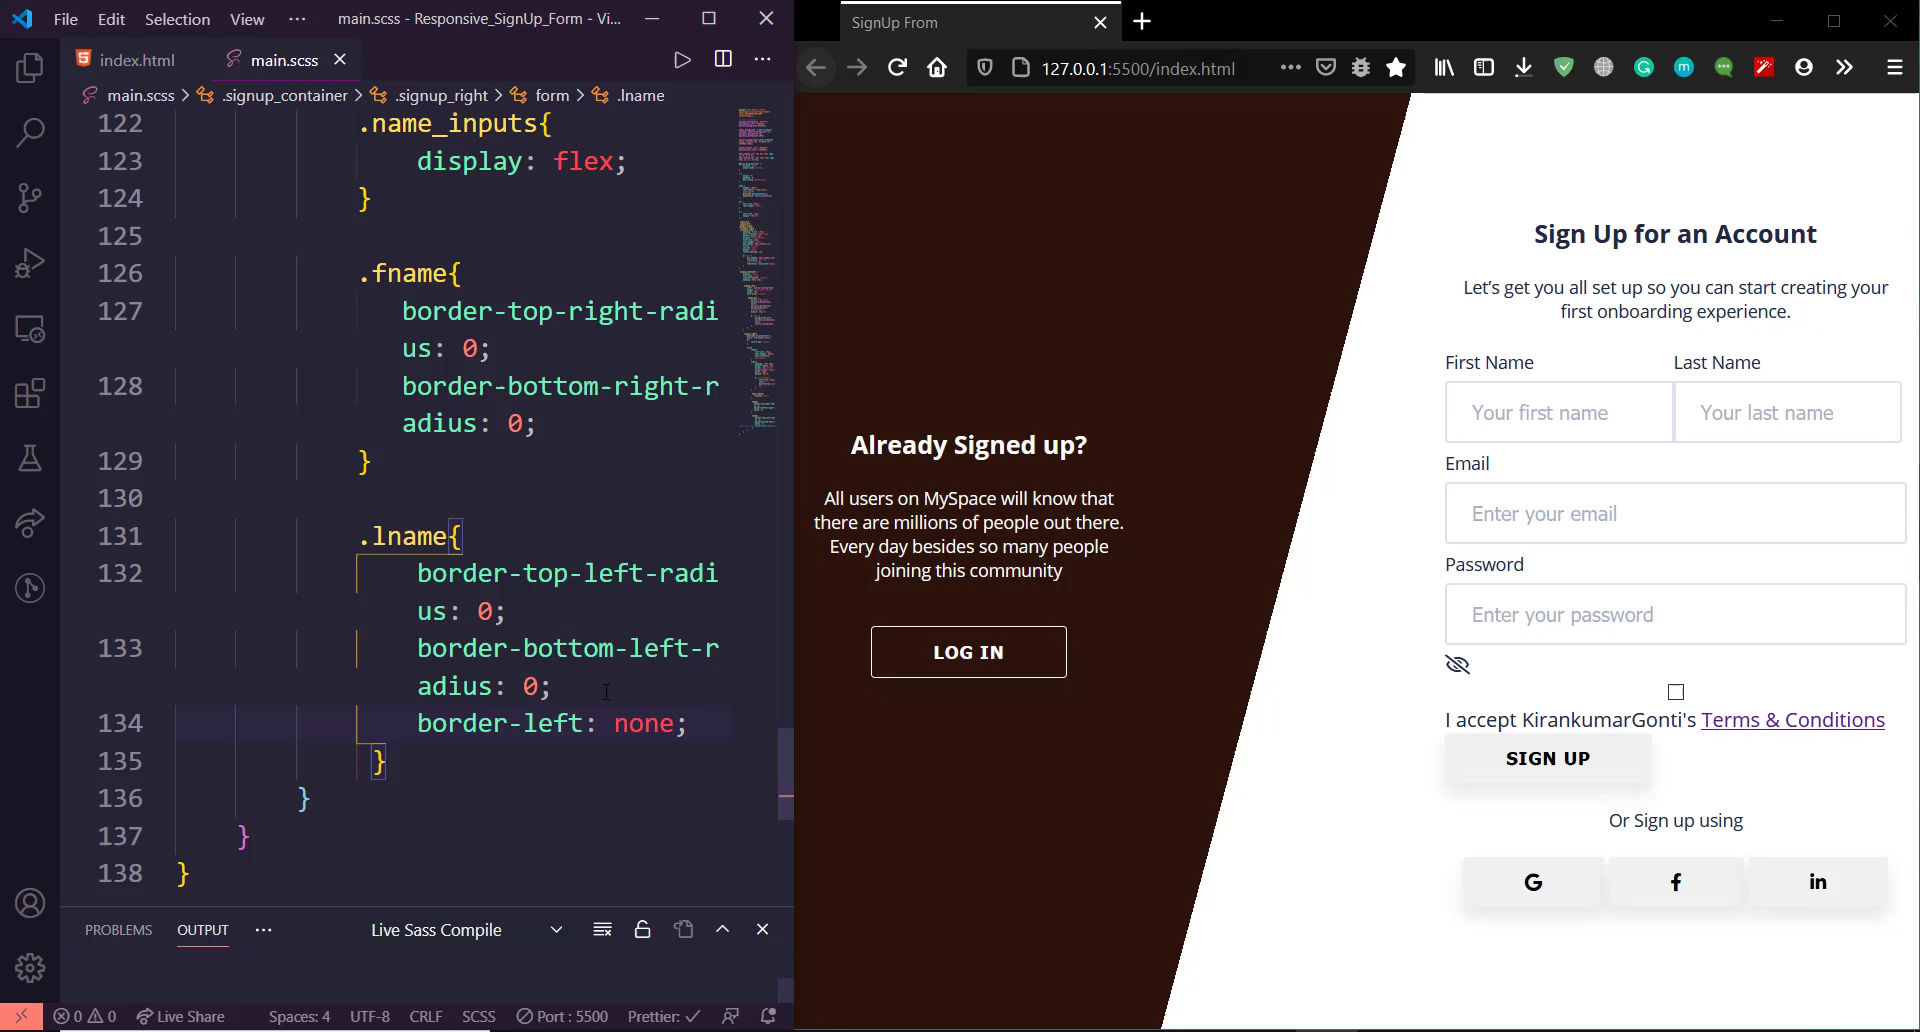 File Edit Selection View ··· main.scss - Responsive_SignUp_Form - Vi...
index.html main.scss
main.scss > .signup_container > .signup_right > form > .lname
122 .name_inputs{
123 display: flex;
124 }
125
126 .fname{
127 border-top-right-radi
us: 0;
128 border-bottom-right-r
adius: 0;
129 }
130
131 .lname{
132 border-top-left-radi
us: 0;
133 border-bottom-left-r
adius: 0;
134 border-left: none;
135 }
136 }
137 }
138 }
PROBLEMS OUTPUT ··· Live Sass Compile
0 0 Live Share Spaces: 4 UTF-8 CRLF SCSS Port : 5500 Prettier: ✓
SignUp From
127.0.0.1:5500/index.html
Already Signed up?
All users on MySpace will know that
there are millions of people out there.
Every day besides so many people
joining this community
LOG IN
Sign Up for an Account
Let's get you all set up so you can start creating your
first onboarding experience.
First Name Last Name
Your first name Your last name
Email
Enter your email
Password
Enter your password
I accept KirankumarGonti's Terms & Conditions
SIGN UP
Or Sign up using
G f in